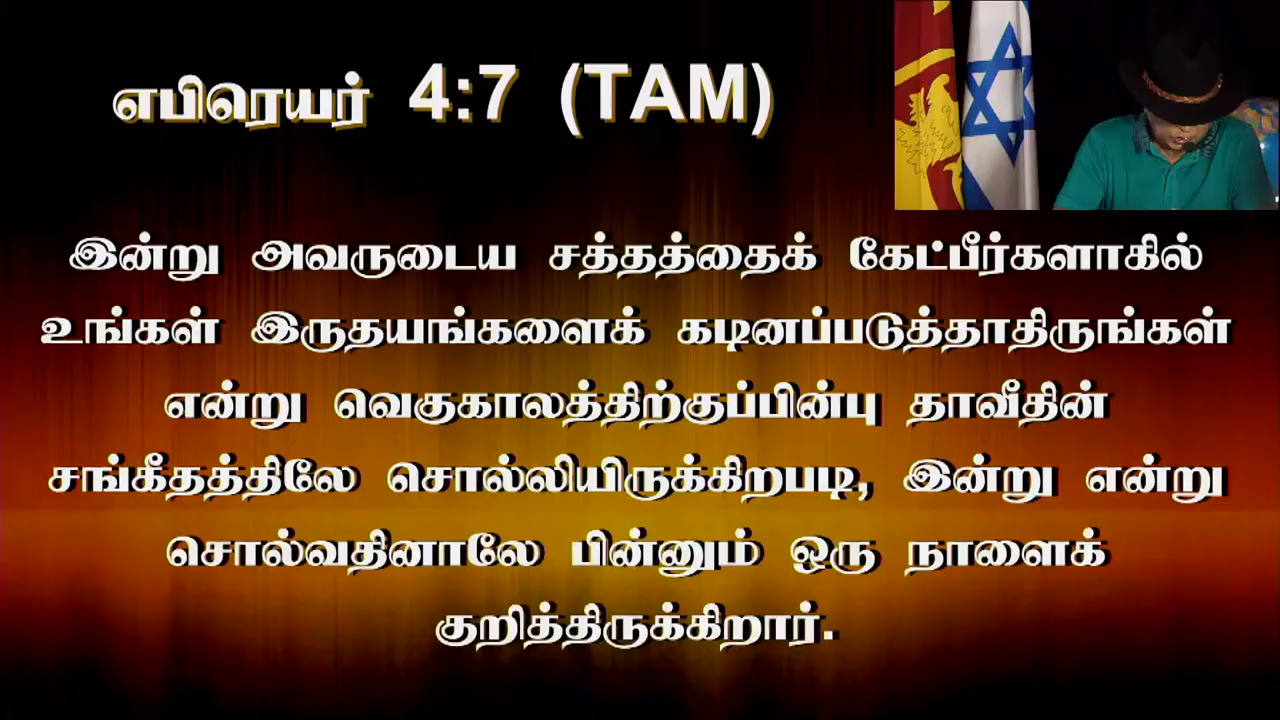 எபிரெயர் 4:7 (TAM)
இன்று அவருடைய சத்தத்தைக் கேட்பீர்களாகில்
உங்கள் இருதயங்களைக் கடினப்படுத்தாதிருங்கள்
என்று வெகுகாலத்திற்குப்பின்பு தாவீதின்
சங்கீதத்திலே சொல்லியிருக்கிறபடி, இன்று என்று
சொல்வதினாலே பின்னும் ஒரு நாளைக்
குறித்திருக்கிறார்.